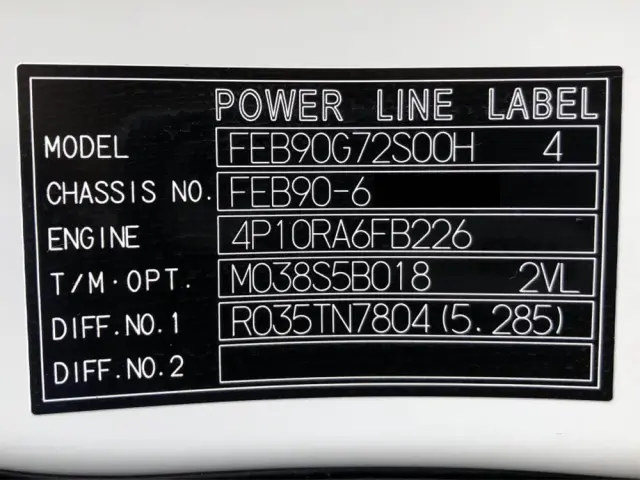 POWER LINE LABEL
MODEL FEB90G72S00H 4
CHASSIS NO. FEB90-6
ENGINE 4P10RA6FB226
T/M·OPT. M038S5B018 2VL
DIFF.NO.1 R035TN7804(5.285)
DIFF.NO.2